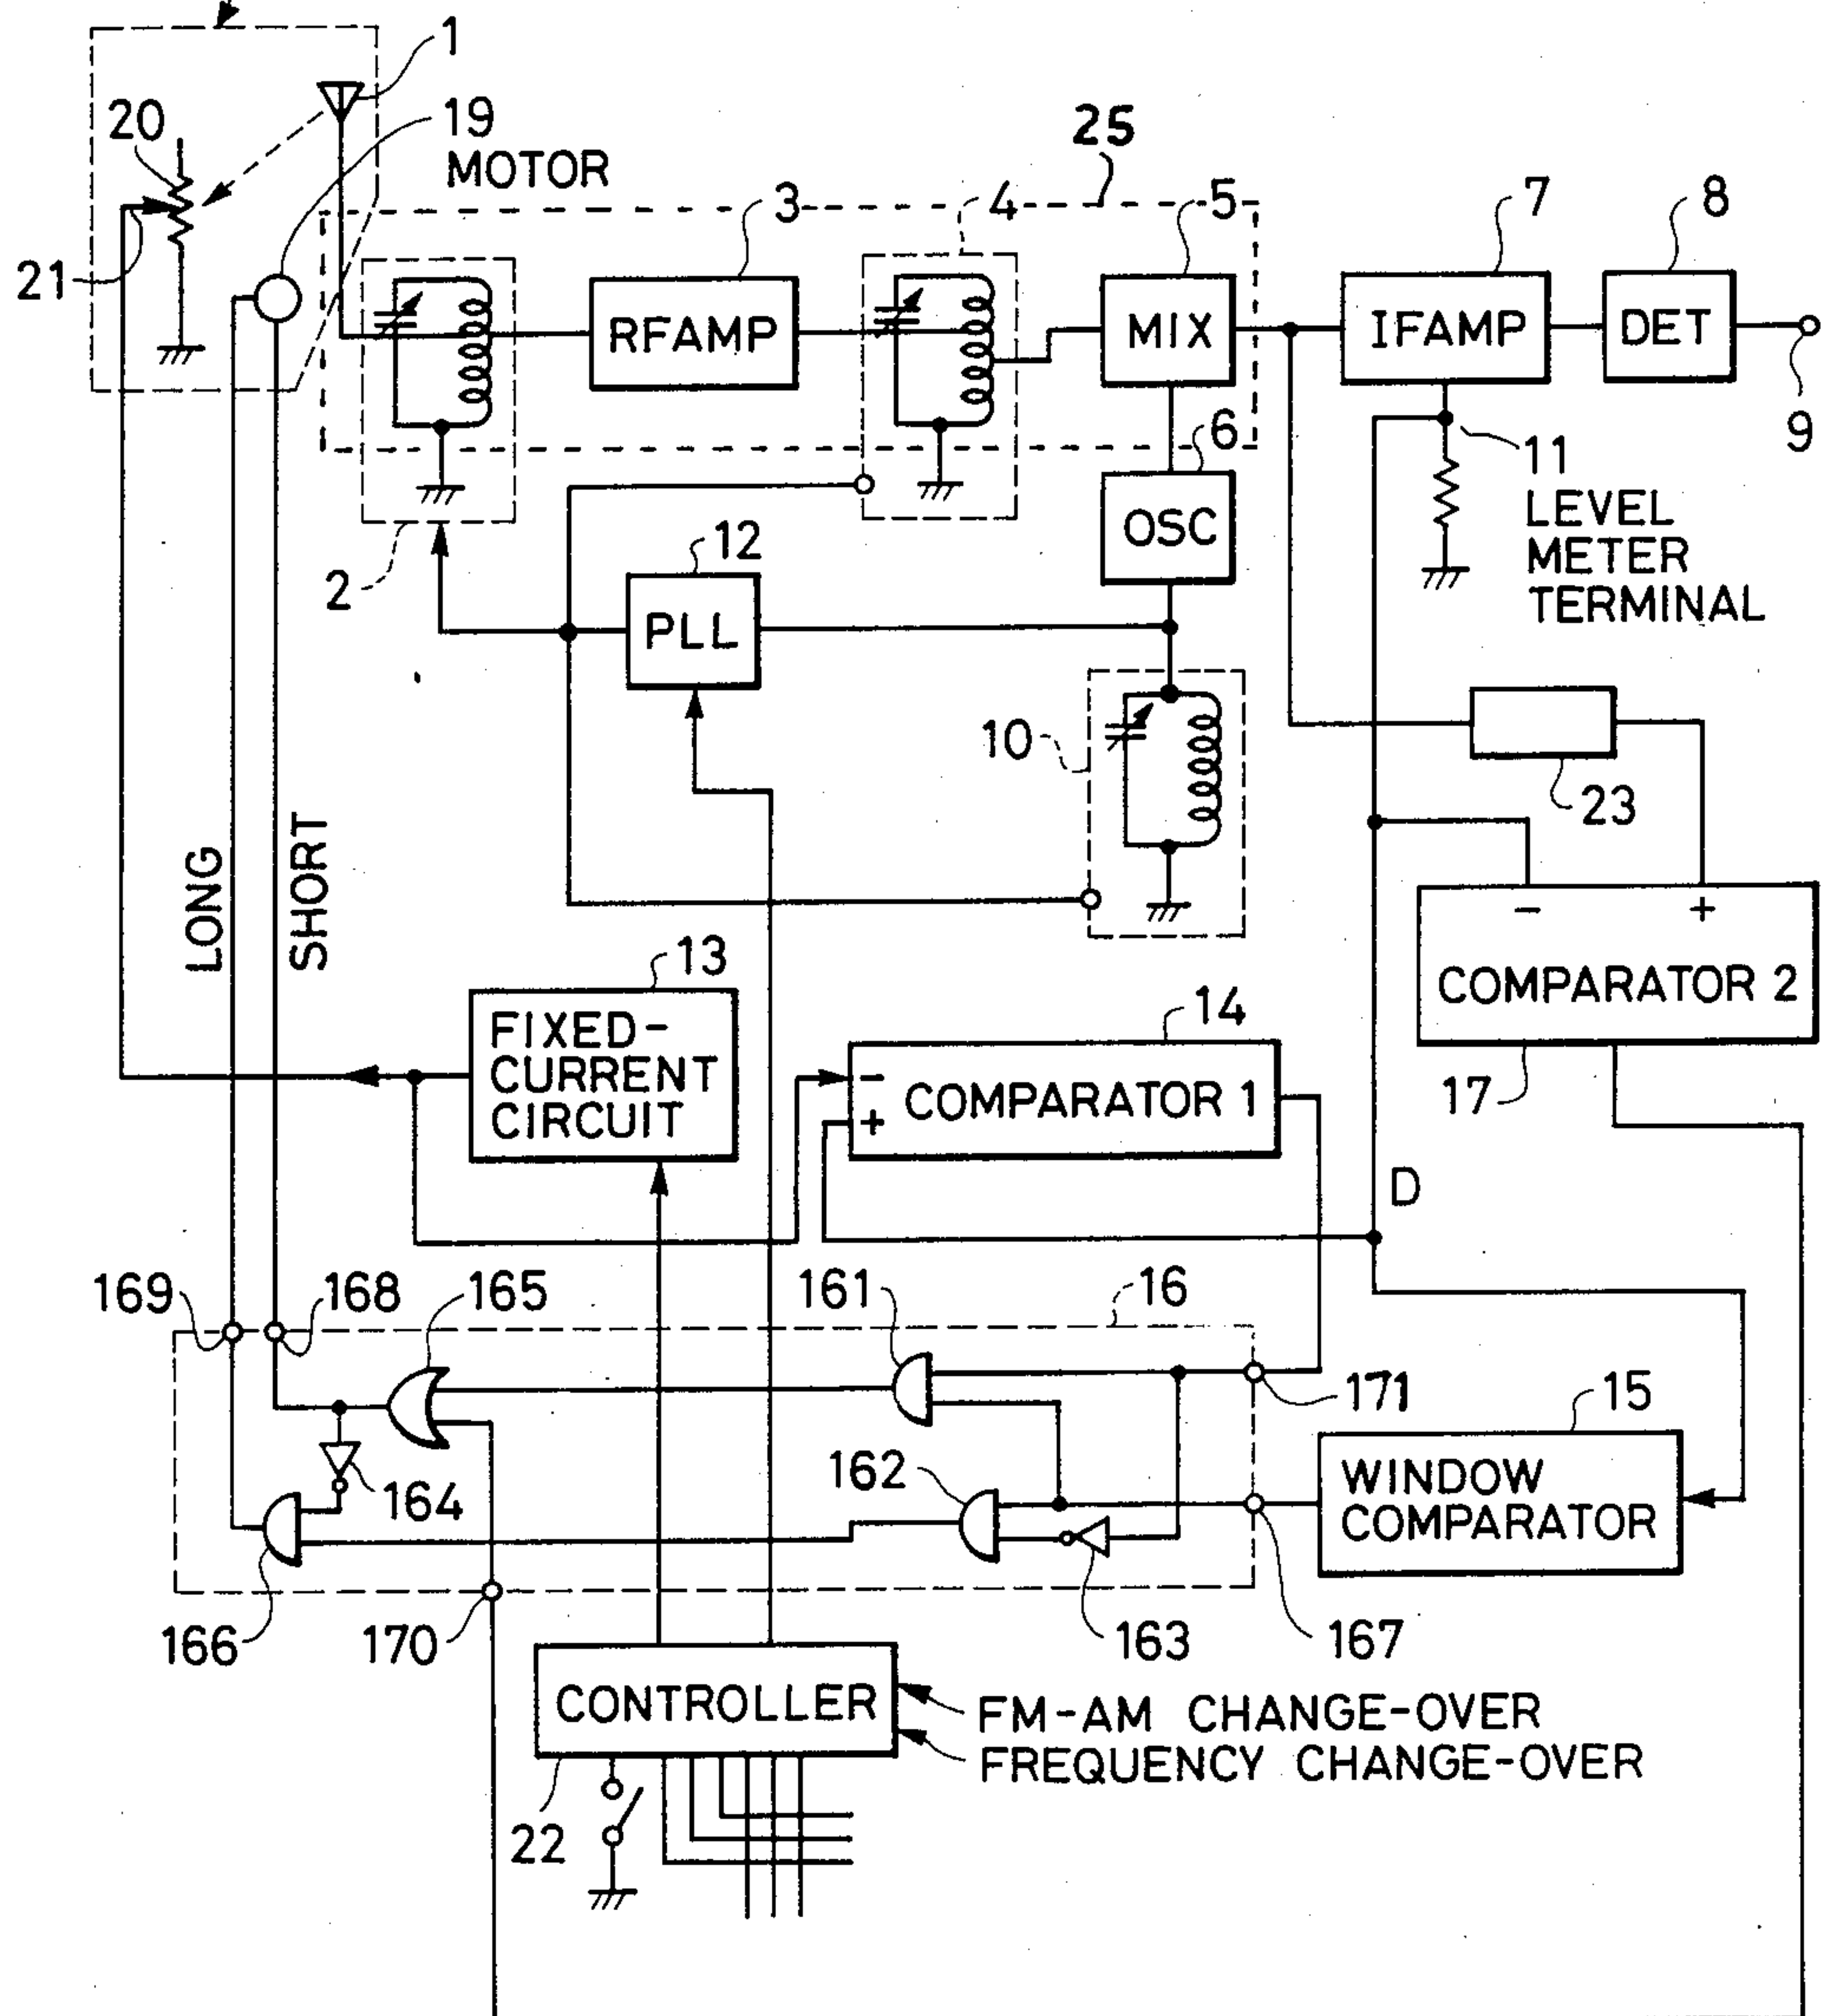 1
20
19
MOTOR
25
3
4
5
7
8
21
RFAMP
MIX
IFAMP
DET
6
9
11
LEVEL
METER
TERMINAL
OSC
12
2
PLL
10
23
LONG
SHORT
- +
COMPARATOR 2
13
FIXED-
CURRENT
CIRCUIT
14
-
+
COMPARATOR 1
17
D
169
168
165
161
16
171
15
162
164
WINDOW
COMPARATOR
166
170
163
167
CONTROLLER
FM-AM CHANGE-OVER
FREQUENCY CHANGE-OVER
22